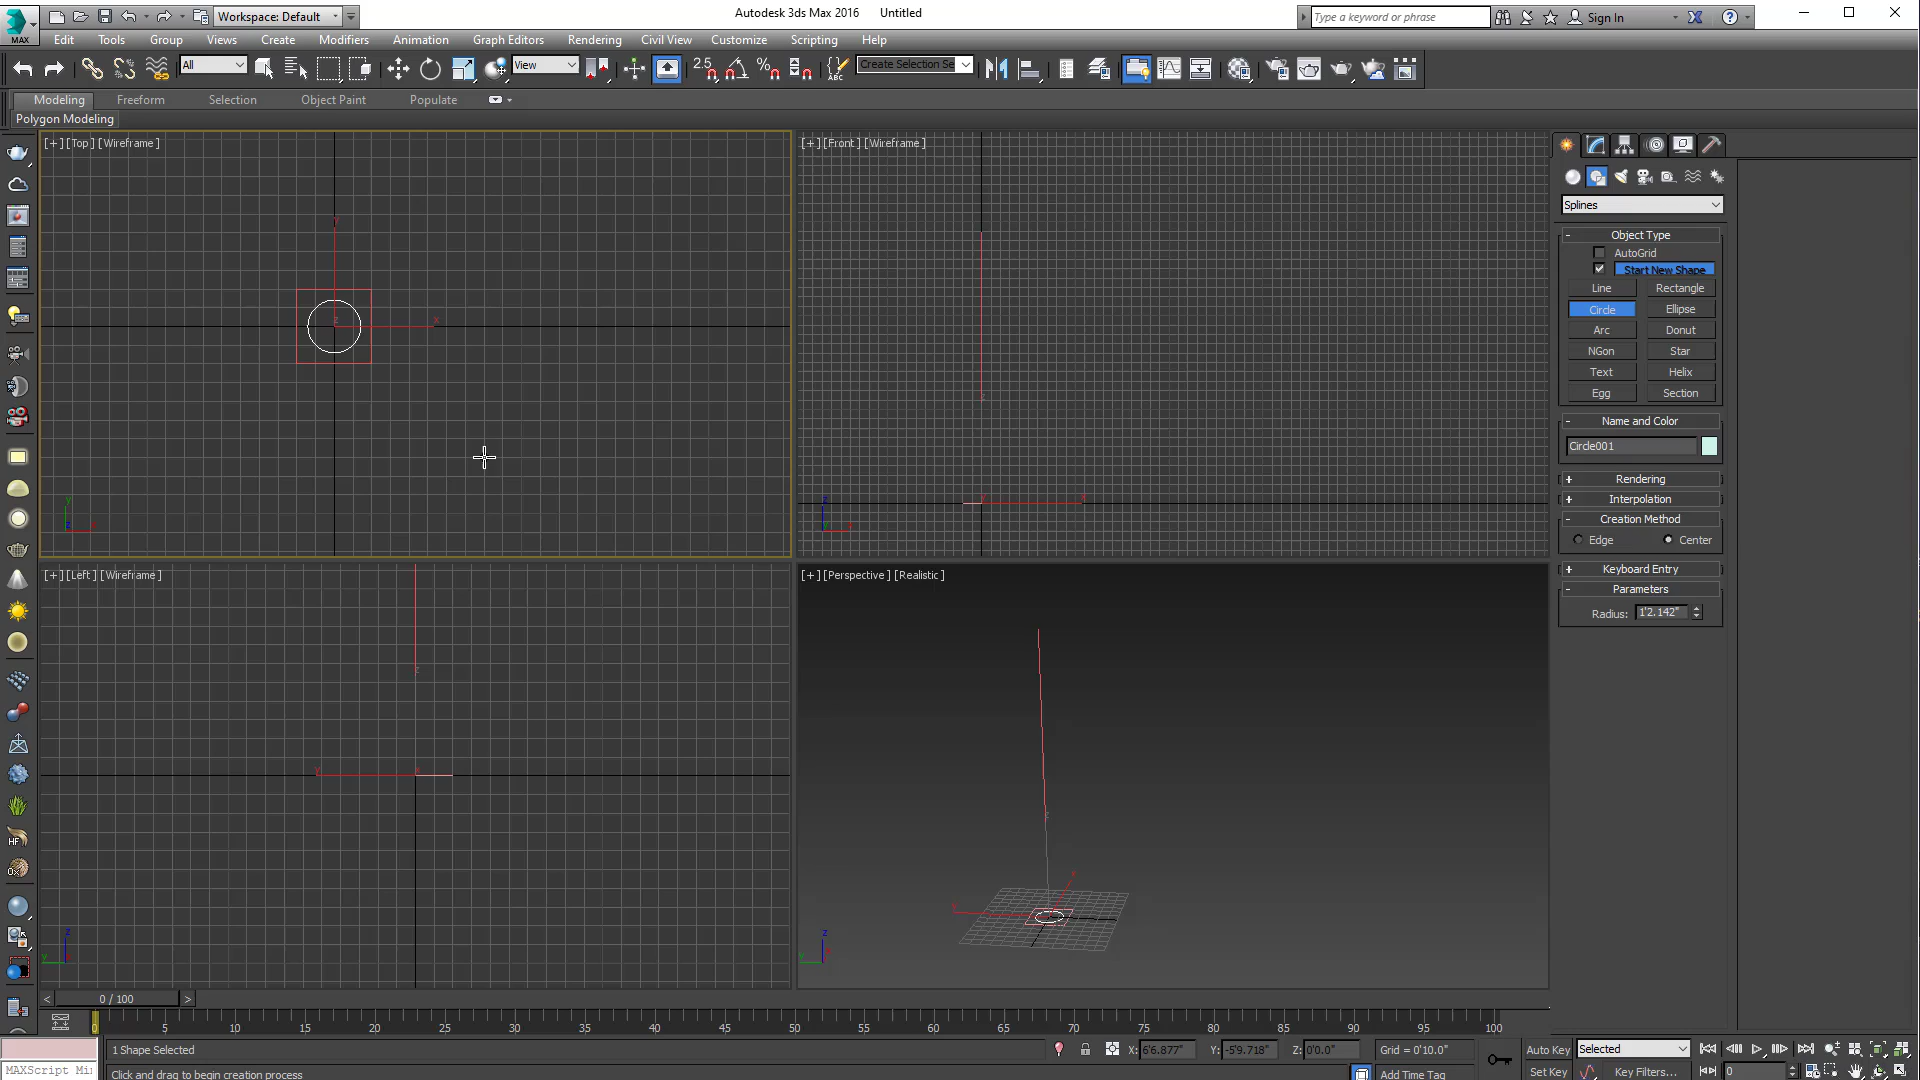 Workspace: Default
Autodesk 3ds Max 2016 Untitled
Type a keyword or phrase
Sign In
MAX
Edit Tools Group Views Create Modifiers Animation Graph Editors Rendering Civil View Customize Scripting Help
All
View
2.5
Create Selection Se
ABC
Modeling Freeform Selection Object Paint Populate
Polygon Modeling
[+] [Top] [Wireframe]
[+] [Front] [Wireframe]
[+] [Left] [Wireframe]
[+] [Perspective] [Realistic]
Splines
- Object Type
AutoGrid
Start New Shape
Line Rectangle
Circle Ellipse
Arc Donut
NGon Star
Text Helix
Egg Section
- Name and Color
Circle001
+ Rendering
+ Interpolation
- Creation Method
Edge Center
+ Keyboard Entry
- Parameters
Radius: 1'2.142"
HF
< 0 / 100 >
0 5 10 15 20 25 30 35 40 45 50 55 60 65 70 75 80 85 90 95 100
1 Shape Selected
X: 6'6.877" Y: -5'9.718" Z: 0'0.0" Grid = 0'10.0"
Auto Key Selected
MAXScript Mi
Click and drag to begin creation process
Add Time Tag
Set Key Key Filters... 0